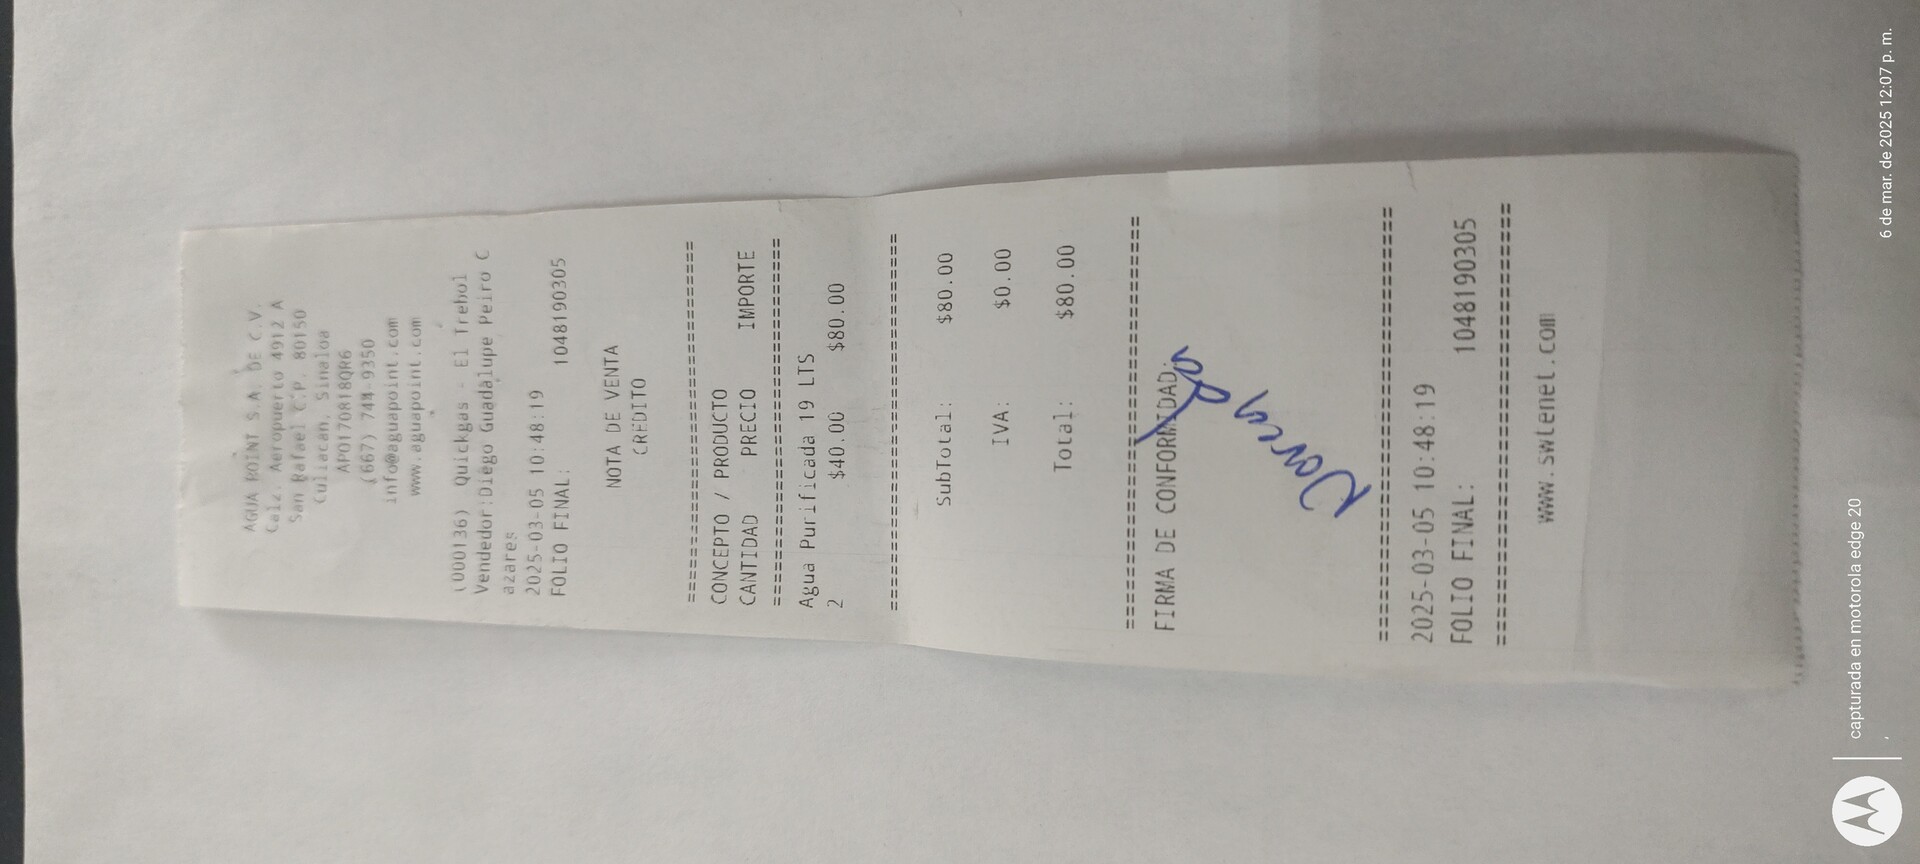 AGUA POINT S.A. DE C.V.
Calz. Aeropuerto 4912 A
San Rafael C.P. 80150
Culiacan, Sinaloa
APO170818QR6
(667) 744-9350
info@aguapoint.com
www.aguapoint.com
(000136) Quickgas - El Trebol
Vendedor:Diego Guadalupe Peiro C
azares
2025-03-05 10:48:19
FOLIO FINAL: 1048190305
NOTA DE VENTA
CREDITO
================================
CONCEPTO / PRODUCTO
CANTIDAD PRECIO IMPORTE
================================
Agua Purificada 19 LTS
2 $40.00 $80.00
================================
SubTotal: $80.00
IVA: $0.00
Total: $80.00
================================
FIRMA DE CONFORMIDAD:
================================
2025-03-05 10:48:19
FOLIO FINAL: 1048190305
================================
www.swtenet.com
capturada en motorola edge 20
6 de mar. de 2025 12:07 p. m.